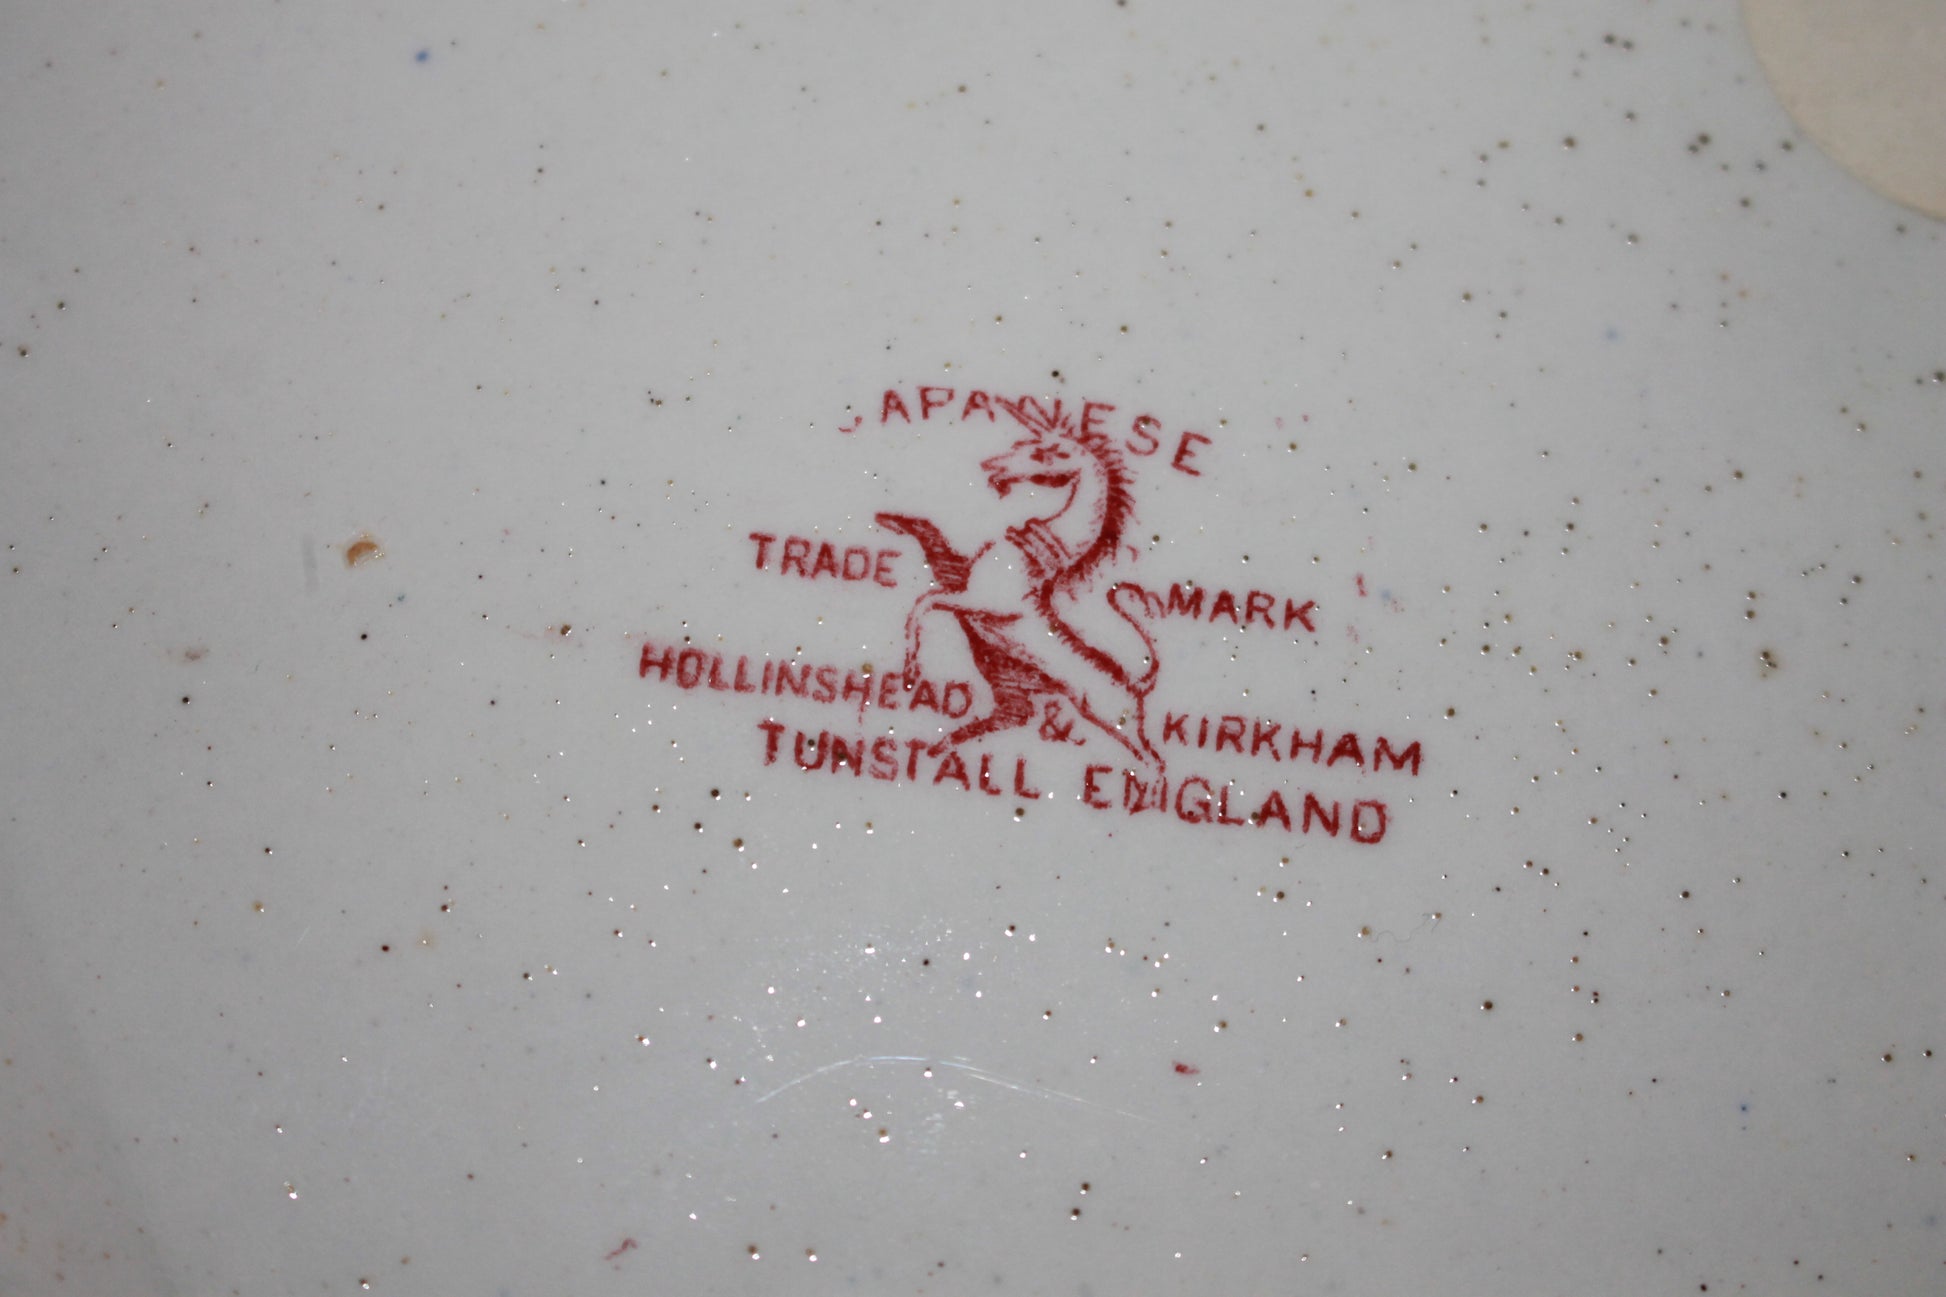 JAPANESE
TRADE MARK
HOLLINSHEAD & KIRKHAM
TUNSTALL ENGLAND